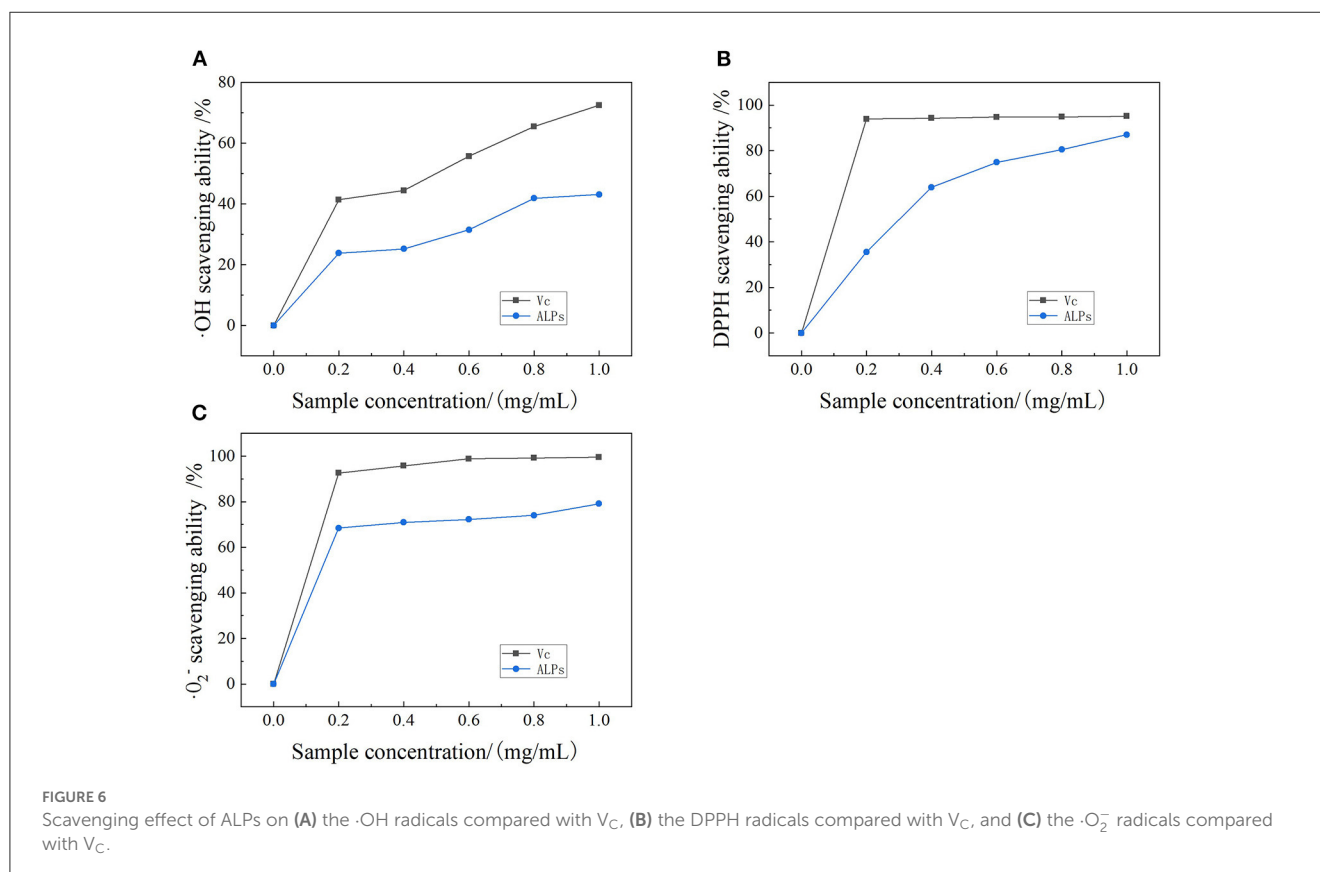 A
·OH scavenging ability /%
80
60
40
20
0
Vc
ALPs
0.0 0.2 0.4 0.6 0.8 1.0
Sample concentration/（mg/mL）
B
DPPH scavenging ability /%
100
80
60
40
20
0
Vc
ALPs
0.0 0.2 0.4 0.6 0.8 1.0
Sample concentration/（mg/mL）
C
·O₂⁻ scavenging ability /%
100
80
60
40
20
0
Vc
ALPs
0.0 0.2 0.4 0.6 0.8 1.0
Sample concentration/（mg/mL）
FIGURE 6
Scavenging effect of ALPs on (A) the ·OH radicals compared with V_C, (B) the DPPH radicals compared with V_C, and (C) the ·O₂⁻ radicals compared
with V_C.